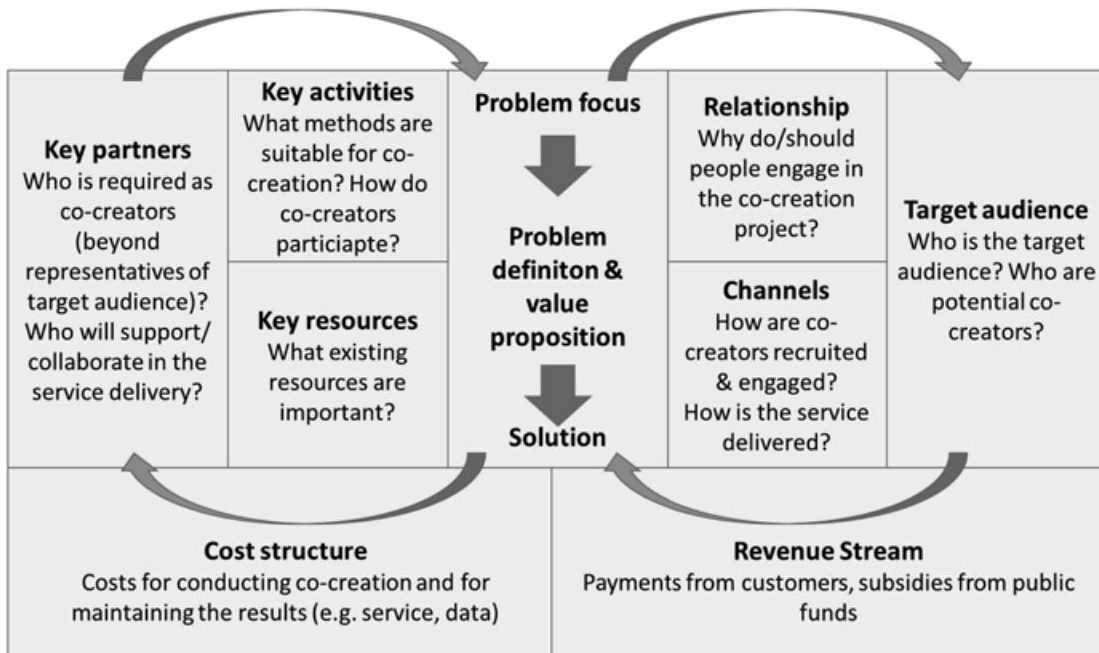 Key partners
Who is required as
co-creators
(beyond
representatives of
target audience)?
Who will support/
collaborate in the
service delivery?
Key activities
What methods are
suitable for co-
creation? How do
co-creators
particiapte?
Key resources
What existing
resources are
important?
Problem focus
Problem
definiton &
value
proposition
Solution
Relationship
Why do/should
people engage in
the co-creation
project?
Channels
How are co-
creators recruited
& engaged?
How is the service
delivered?
Target audience
Who is the target
audience? Who are
potential co-
creators?
Cost structure
Costs for conducting co-creation and for
maintaining the results (e.g. service, data)
Revenue Stream
Payments from customers, subsidies from public
funds